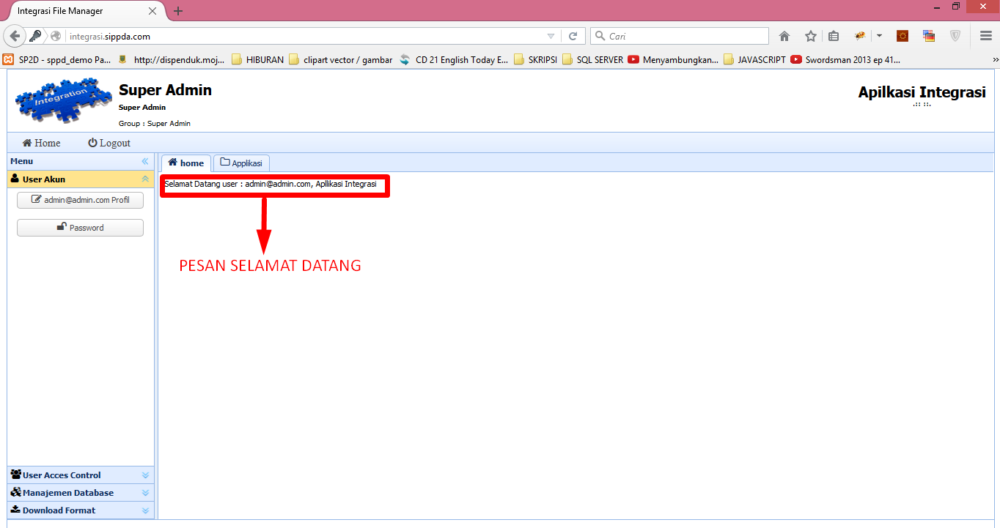 Integrasi File Manager
integrasi.sippda.com
Cari
SP2D - sppd_demo Pa...
http://dispenduk.moj...
HIBURAN
clipart vector / gambar
CD 21 English Today E...
SKRIPSI
SQL SERVER
Menyambungkan...
JAVASCRIPT
Swordsman 2013 ep 41...
Integration
Super Admin
Super Admin
Group : Super Admin
Apilkasi Integrasi
Home
Logout
Menu
home
Applikasi
User Akun
Selamat Datang user : admin@admin.com, Apllikasi Integrasi
admin@admin.com Profil
Password
PESAN SELAMAT DATANG
User Acces Control
Manajemen Database
Download Format